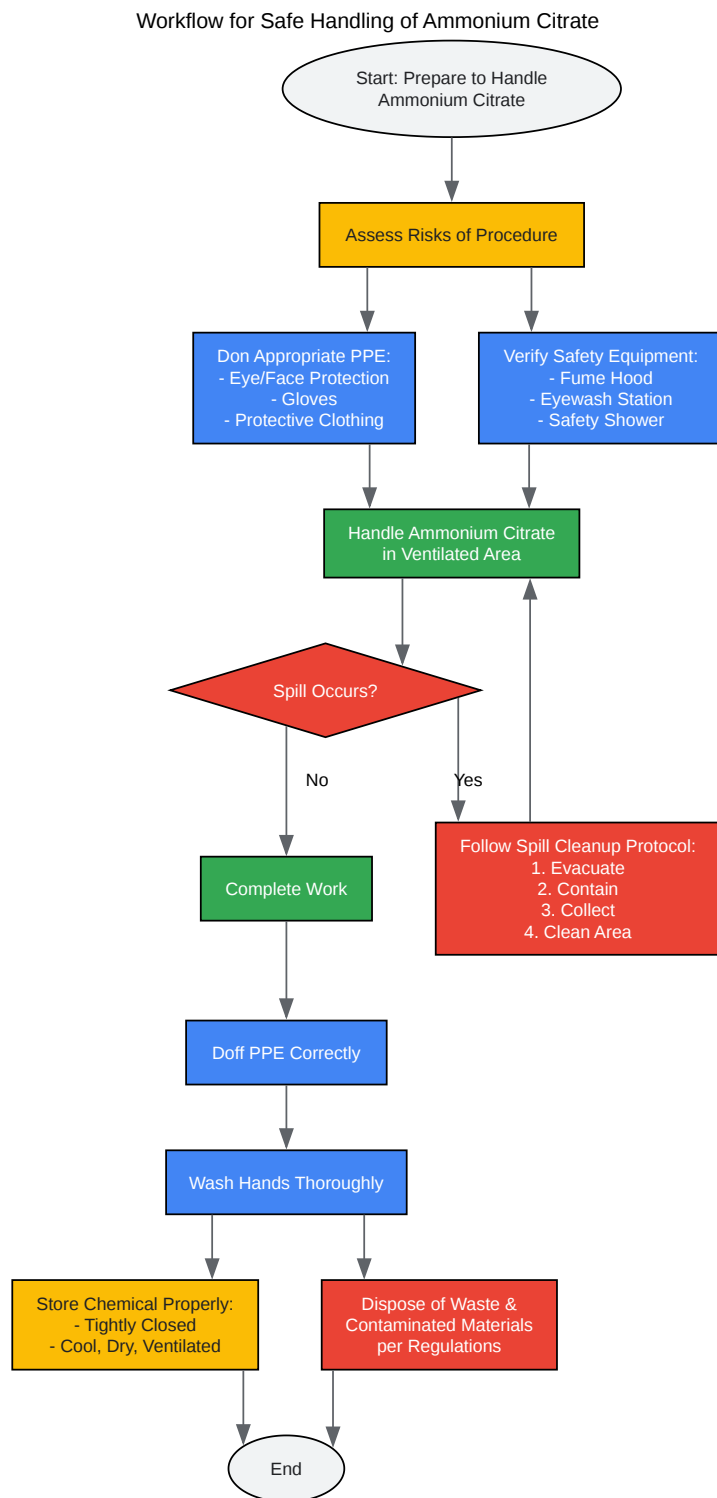 Workflow for Safe Handling of Ammonium Citrate
Start: Prepare to Handle
Ammonium Citrate
Assess Risks of Procedure
Don Appropriate PPE:
- Eye/Face Protection
- Gloves
- Protective Clothing
Verify Safety Equipment:
- Fume Hood
- Eyewash Station
- Safety Shower
Handle Ammonium Citrate
in Ventilated Area
Spill Occurs?
No
Yes
Follow Spill Cleanup Protocol:
1. Evacuate
2. Contain
3. Collect
4. Clean Area
Complete Work
Doff PPE Correctly
Wash Hands Thoroughly
Store Chemical Properly:
- Tightly Closed
- Cool, Dry, Ventilated
Dispose of Waste &
Contaminated Materials
per Regulations
End